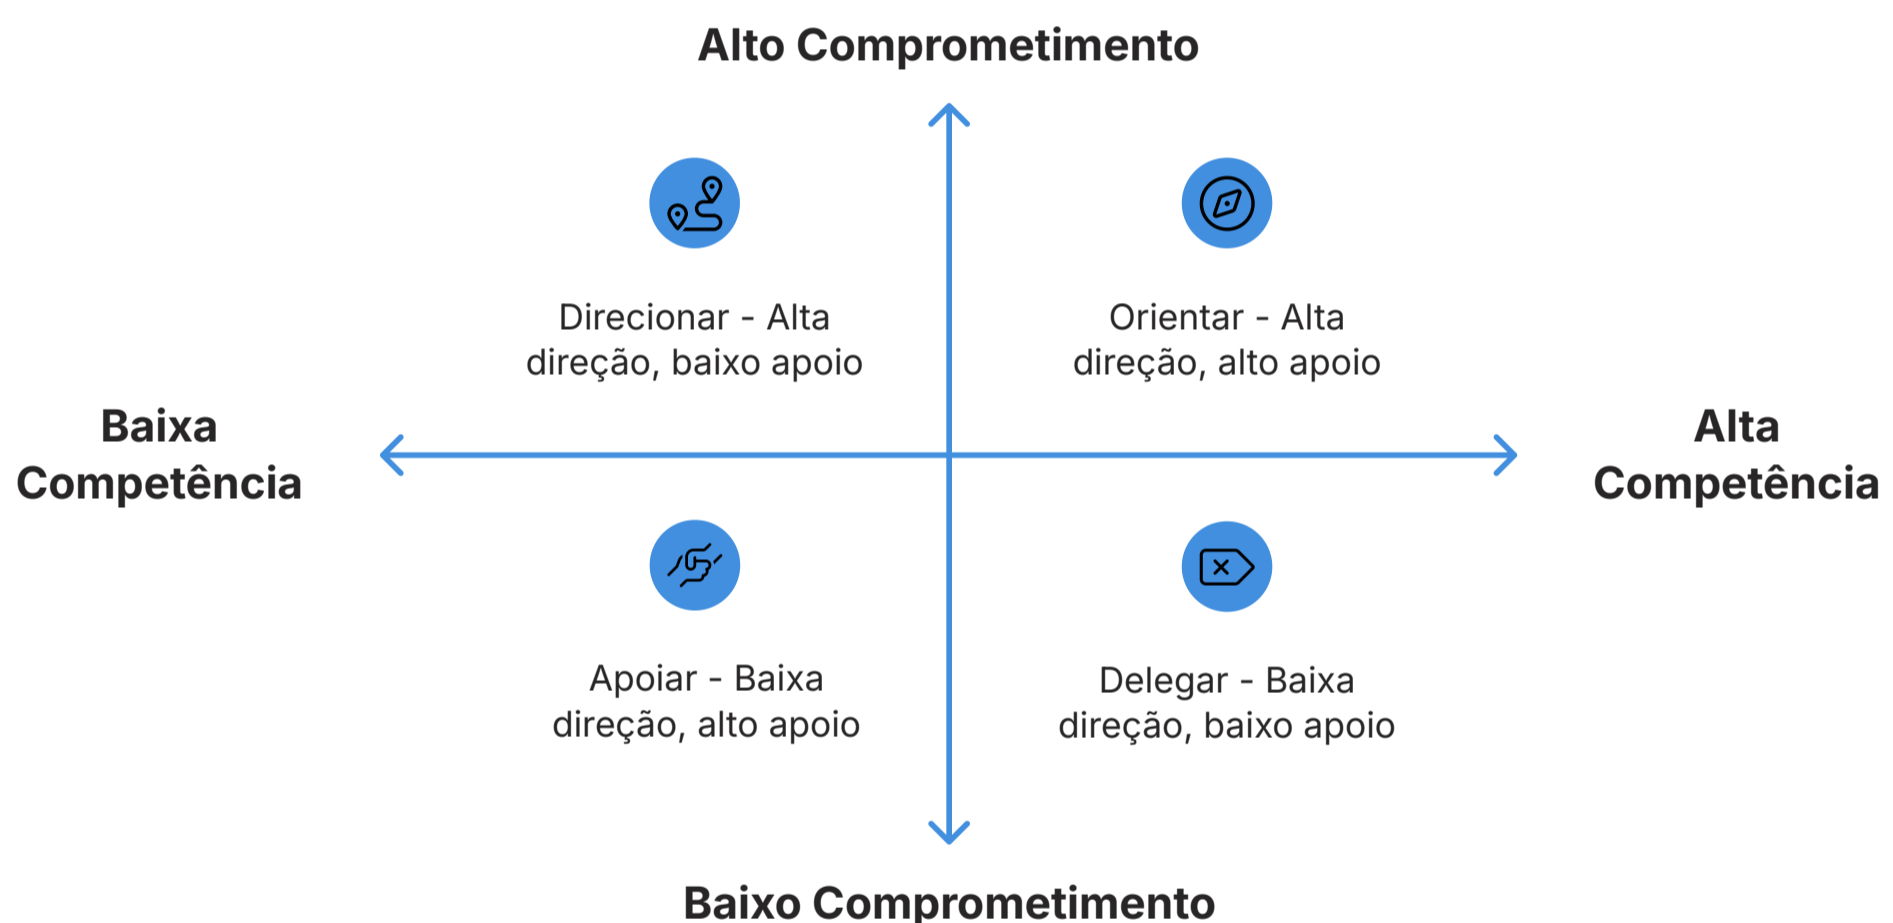 Alto Comprometimento
Direcionar - Alta
direção, baixo apoio
Orientar - Alta
direção, alto apoio
Baixa
Competência
Alta
Competência
Apoiar - Baixa
direção, alto apoio
Delegar - Baixa
direção, baixo apoio
Baixo Comprometimento